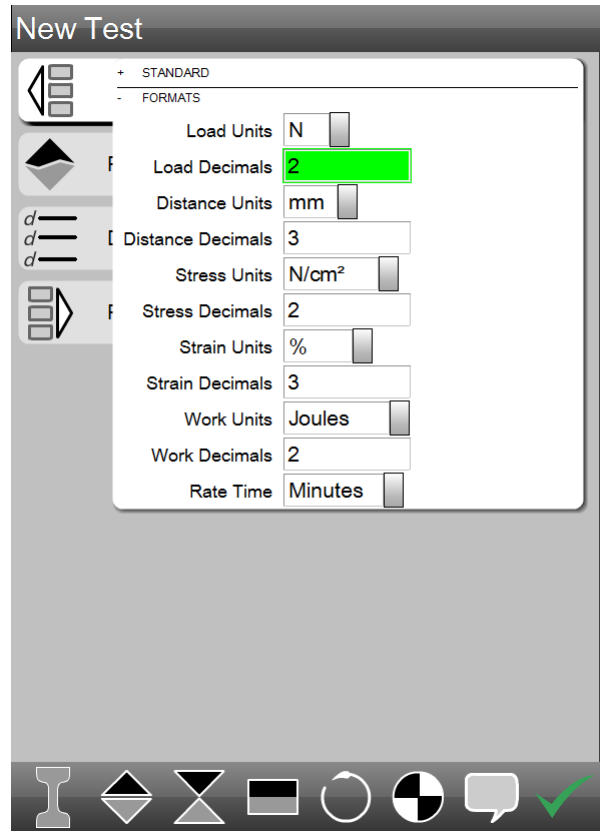 New Test
+ STANDARD
- FORMATS
Load Units N
Load Decimals 2
Distance Units mm
Distance Decimals 3
Stress Units N/cm²
Stress Decimals 2
Strain Units %
Strain Decimals 3
Work Units Joules
Work Decimals 2
Rate Time Minutes
d
d
d